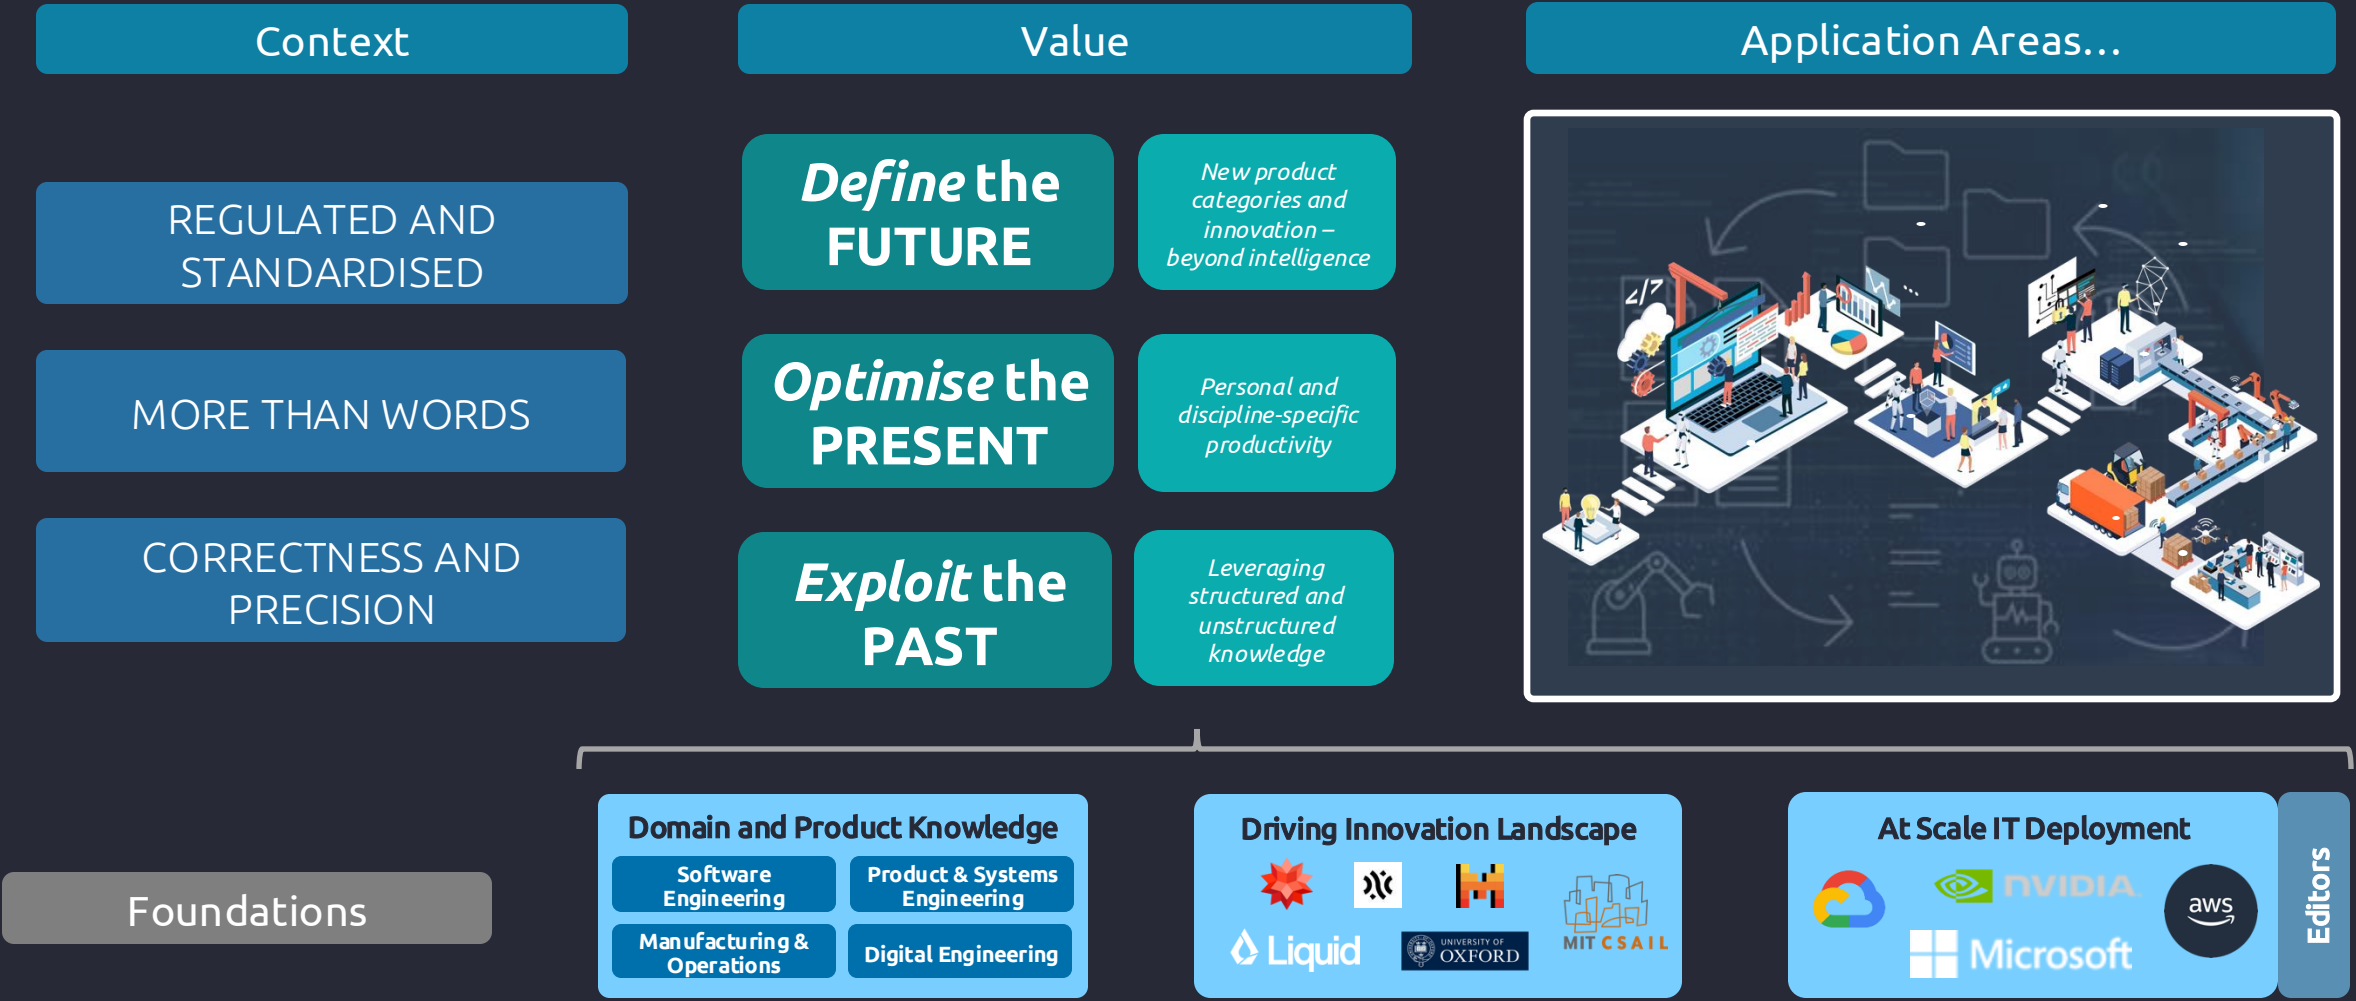 Context
Value
Application Areas...
REGULATED AND
STANDARDISED
MORE THAN WORDS
CORRECTNESS AND
PRECISION
Define the
FUTURE
New product
categories and
innovation –
beyond intelligence
Optimise the
PRESENT
Personal and
discipline-specific
productivity
Exploit the
PAST
Leveraging
structured and
unstructured
knowledge
</>
Foundations
Domain and Product Knowledge
Software
Engineering
Product & Systems
Engineering
Manufacturing &
Operations
Digital Engineering
Driving Innovation Landscape
Liquid
UNIVERSITY OF
OXFORD
MIT CSAIL
At Scale IT Deployment
NVIDIA.
Microsoft
aws
Editors